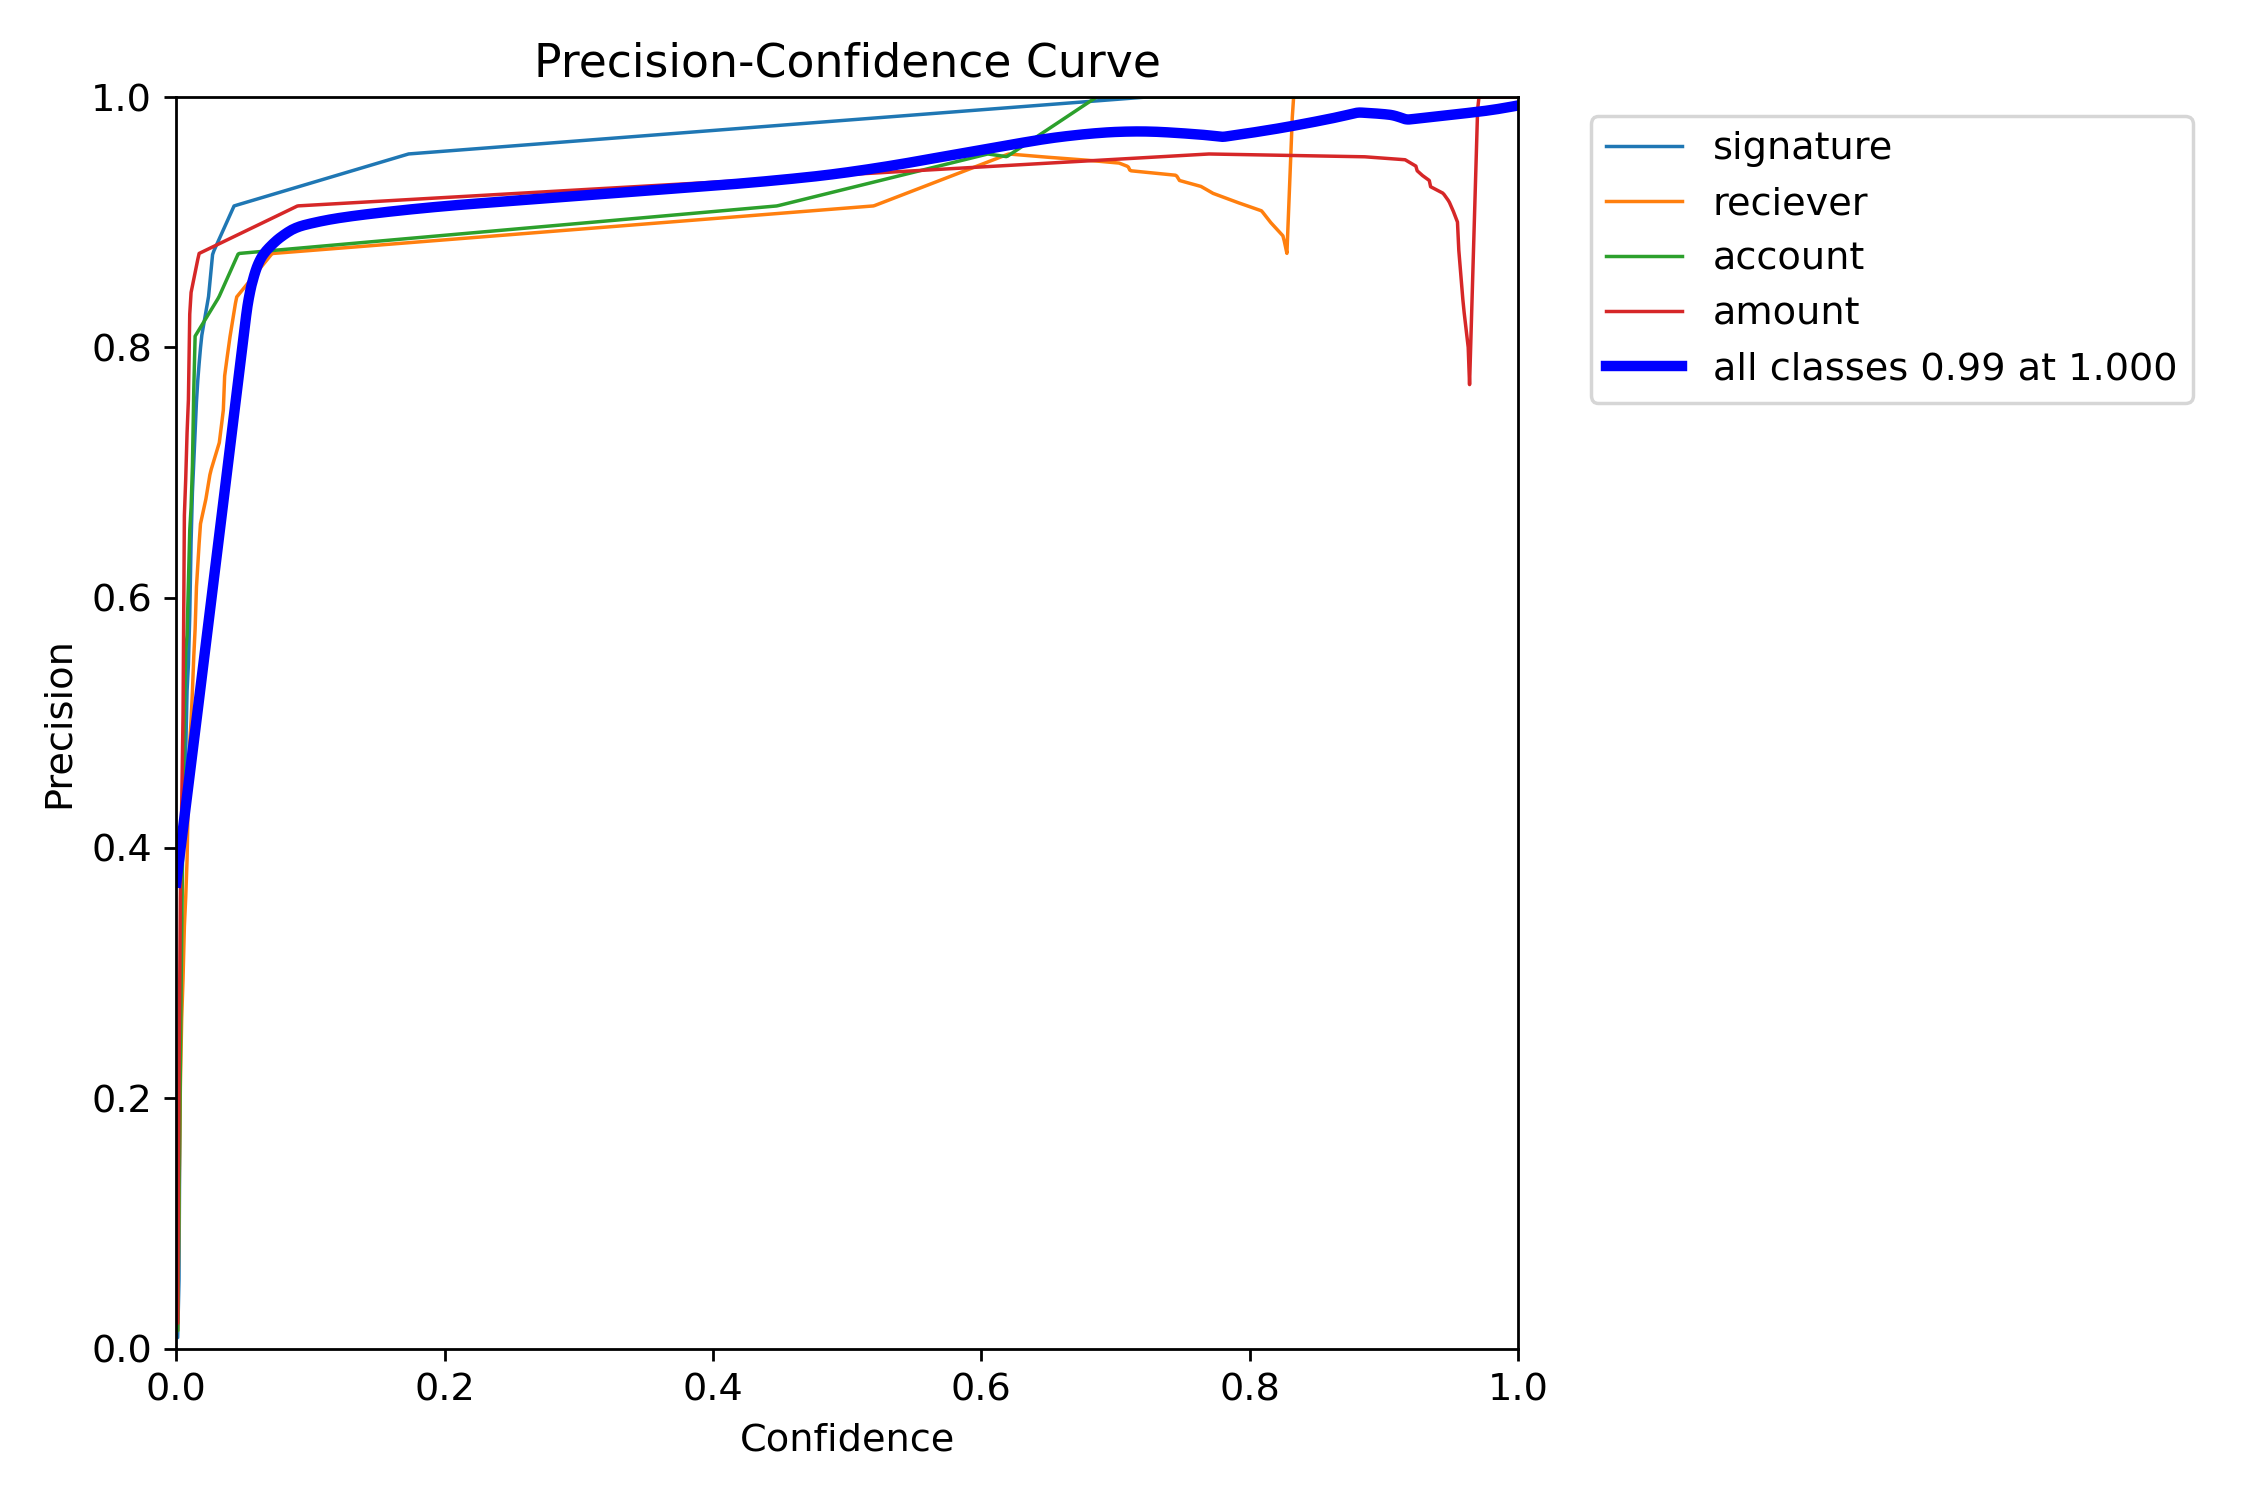 Precision-Confidence Curve
1.0
0.8
0.6
0.4
0.2
0.0
Precision
0.0 0.2 0.4 0.6 0.8 1.0
Confidence
signature
reciever
account
amount
all classes 0.99 at 1.000